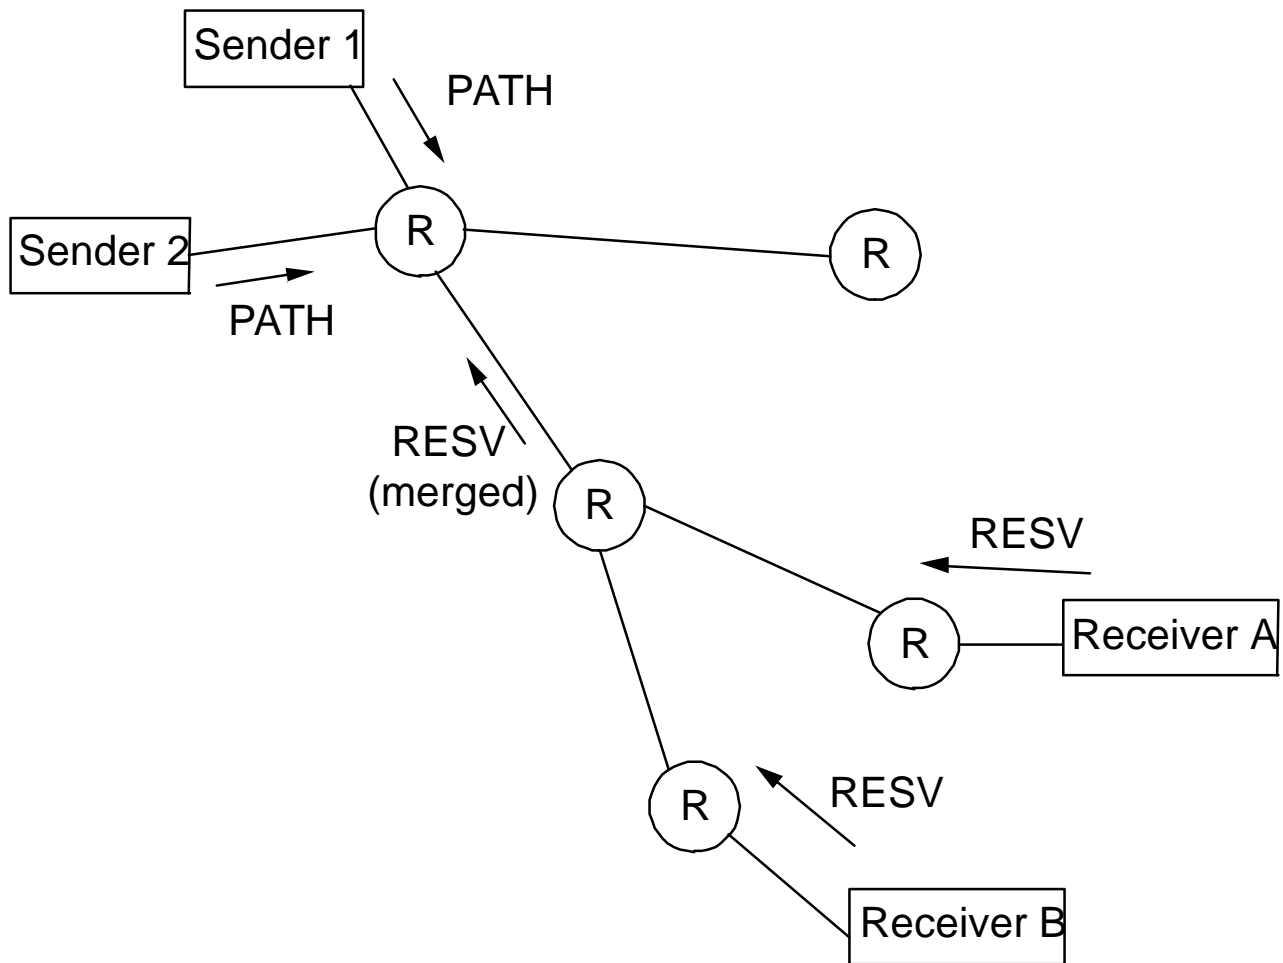 Sender 1
PATH
R
R
Sender 2
PATH
RESV
(merged)
R
RESV
R
Receiver A
R
RESV
Receiver B